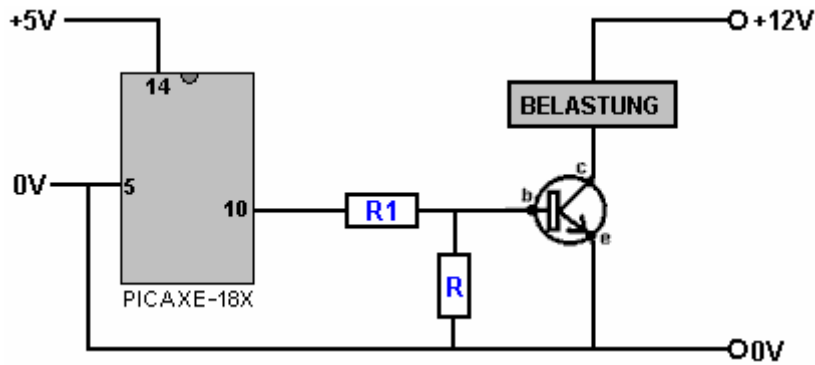 +5V
+12V
14
BELASTUNG
c
0V
5
b
10
R1
e
R
PICAXE-18X
0V